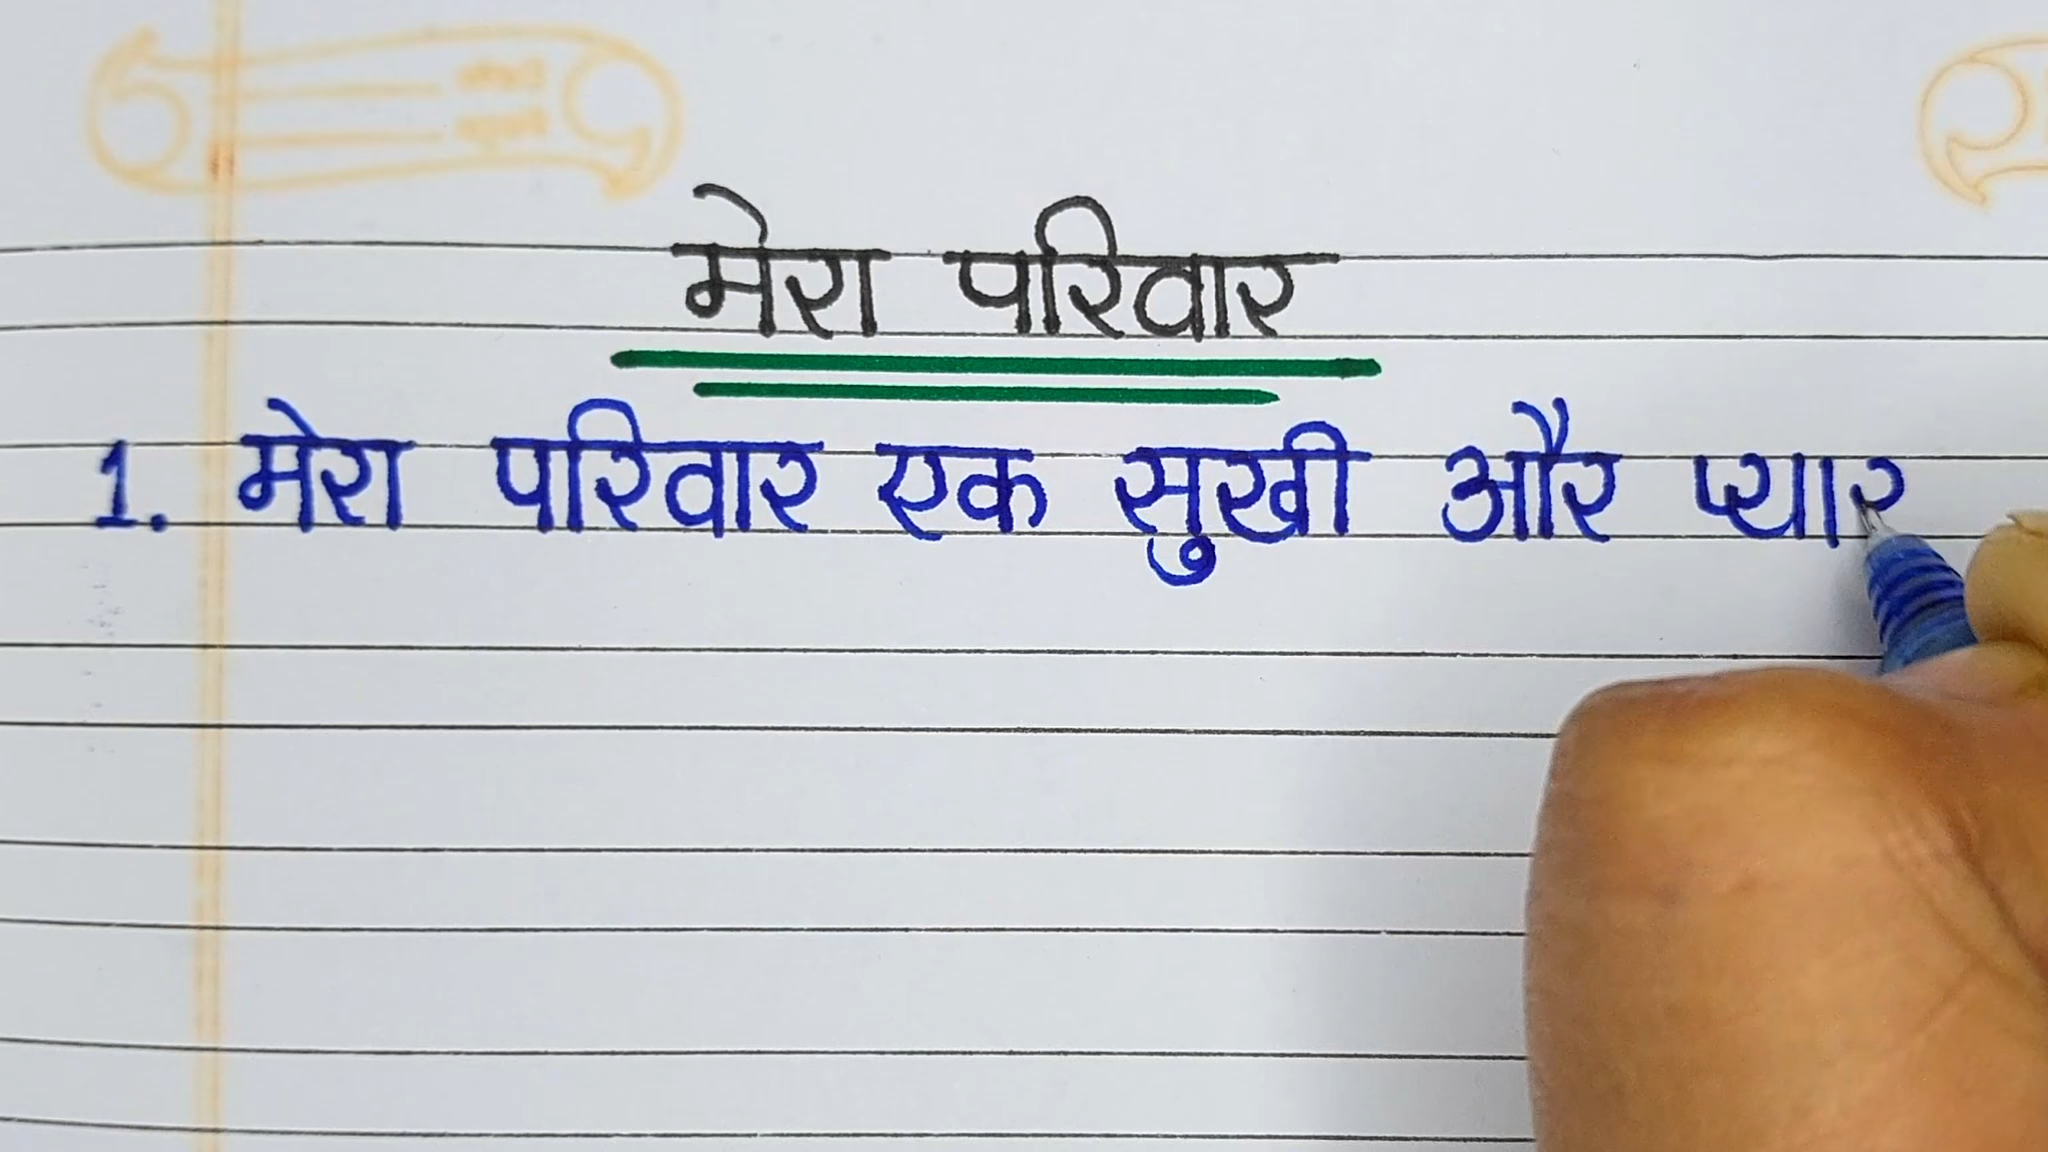 मेरा परिवार
1. मेरा परिवार एक सुखी और प्यार